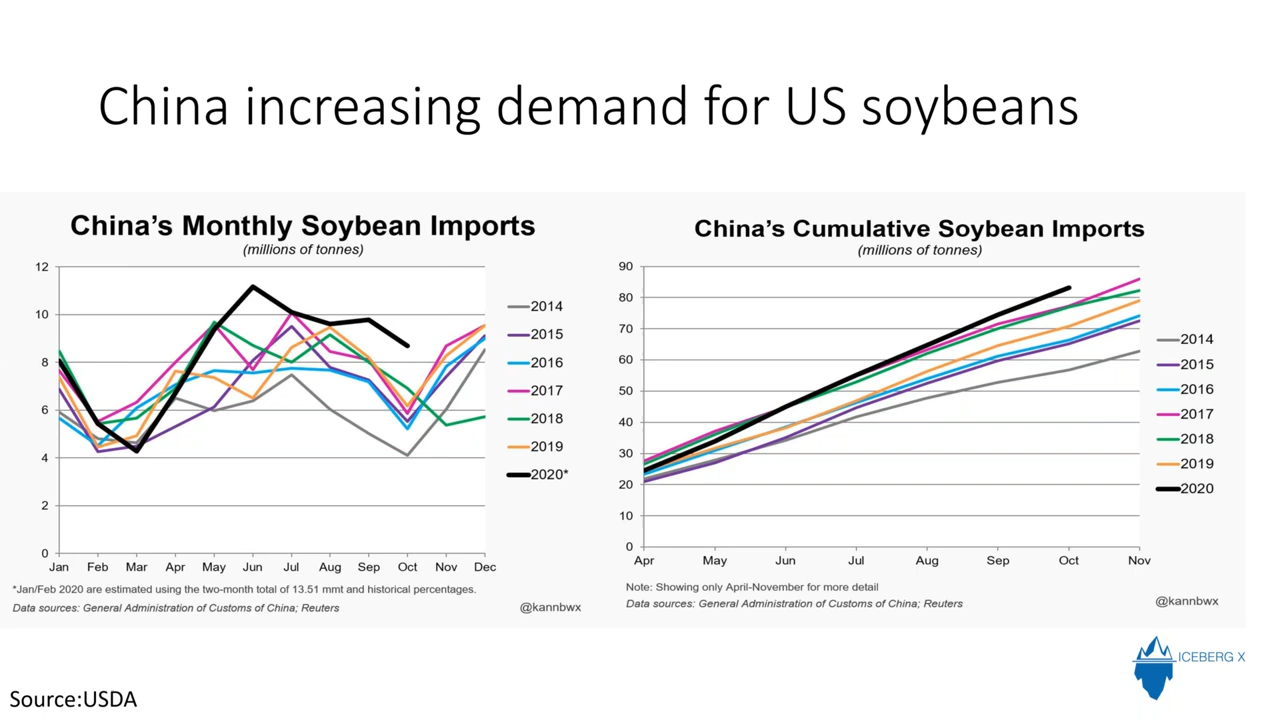 China increasing demand for US soybeans
China's Monthly Soybean Imports
(millions of tonnes)
12
10
8
6
4
2
0
Jan Feb Mar Apr May Jun Jul Aug Sep Oct Nov Dec
2014
2015
2016
2017
2018
2019
2020*
*Jan/Feb 2020 are estimated using the two-month total of 13.51 mmt and historical percentages.
Data sources: General Administration of Customs of China; Reuters
@kannbwx
China's Cumulative Soybean Imports
(millions of tonnes)
90
80
70
60
50
40
30
20
10
0
Apr May Jun Jul Aug Sep Oct Nov
2014
2015
2016
2017
2018
2019
2020
Note: Showing only April-November for more detail
Data sources: General Administration of Customs of China; Reuters
@kannbwx
ICEBERG X
Source:USDA